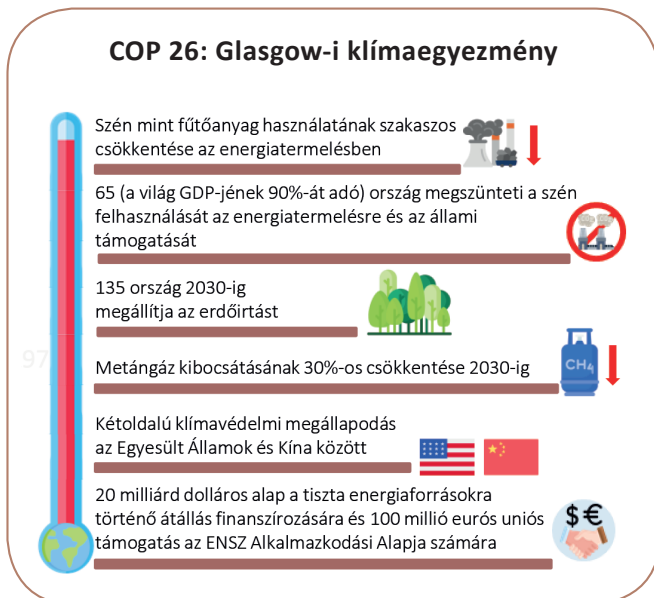 COP 26: Glasgow-i klímaegyezmény
Szén mint fűtőanyag használatának szakaszos
csökkentése az energiatermelésben
65 (a világ GDP-jének 90%-át adó) ország megszünteti a szén
felhasználását az energiatermelésre és az állami
támogatását
135 ország 2030-ig
megállítja az erdőirtást
97
Metángáz kibocsátásának 30%-os csökkentése 2030-ig
CH4
Kétoldalú klímavédelmi megállapodás
az Egyesült Államok és Kína között
20 milliárd dolláros alap a tiszta energiaforrásokra
történő átállás finanszírozására és 100 millió eurós uniós
támogatás az ENSZ Alkalmazkodási Alapja számára
$€